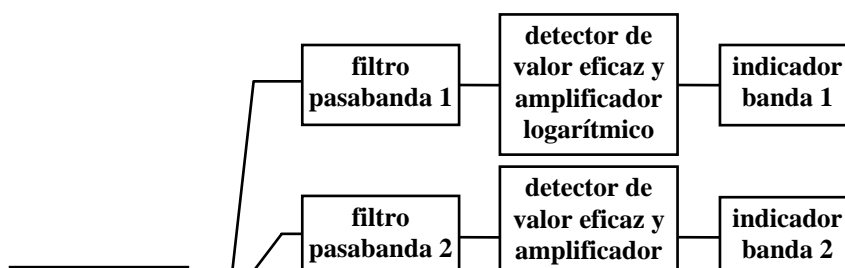 filtro
pasabanda 1
detector de
valor eficaz y
amplificador
logarítmico
indicador
banda 1
filtro
pasabanda 2
detector de
valor eficaz y
amplificador
indicador
banda 2